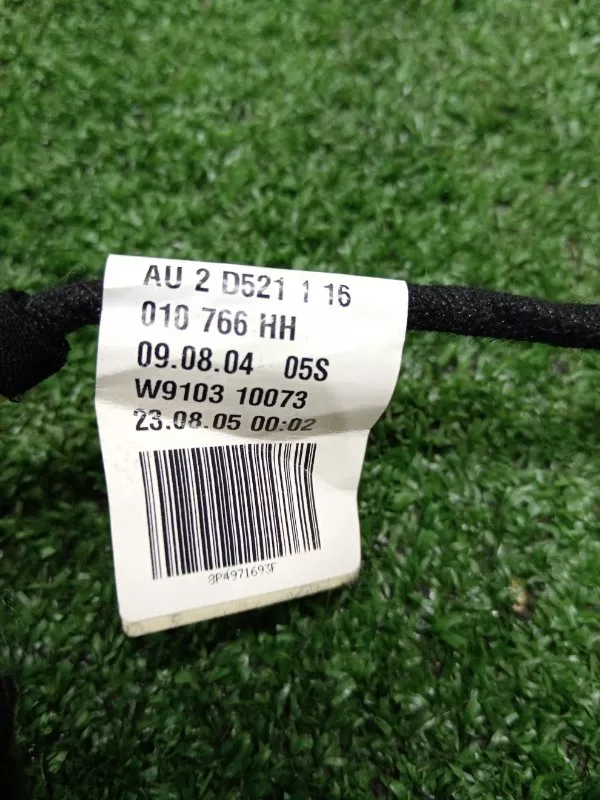 AU 2 D521 1 16
010 766 HH
09.08.04 05S
W9103 10073
23.08.05 00:02
8P4971693F